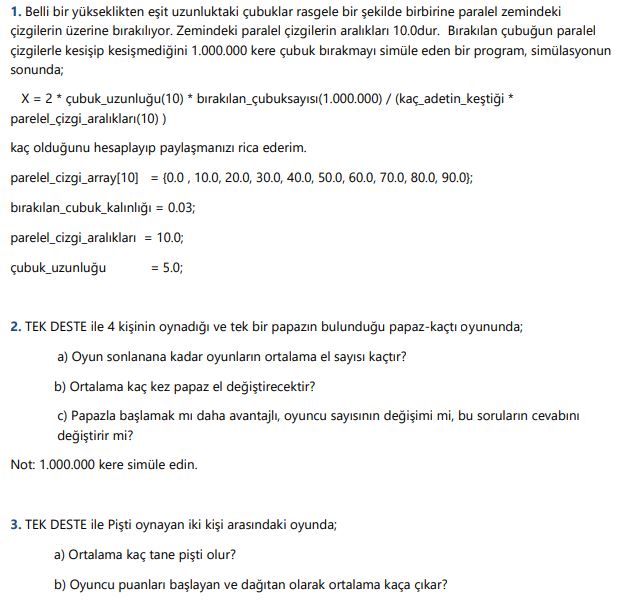 1. Belli bir yükseklikten eşit uzunluktaki çubuklar rasgele bir şekilde birbirine paralel zemindeki
çizgilerin üzerine bırakılıyor. Zemindeki paralel çizgilerin aralıkları 10.0dur. Bırakılan çubuğun paralel
çizgilerle kesişip kesişmediğini 1.000.000 kere çubuk bırakmayı simüle eden bir program, simülasyonun
sonunda;
X = 2 * çubuk_uzunluğu(10) * bırakılan_çubuksayısı(1.000.000) / (kaç_adetin_keştiği *
parelel_çizgi_aralıkları(10) )
kaç olduğunu hesaplayıp paylaşmanızı rica ederim.
parelel_cizgi_array[10] = {0.0 , 10.0, 20.0, 30.0, 40.0, 50.0, 60.0, 70.0, 80.0, 90.0};
bırakılan_cubuk_kalınlığı = 0.03;
parelel_cizgi_aralıkları = 10.0;
çubuk_uzunluğu = 5.0;
2. TEK DESTE ile 4 kişinin oynadığı ve tek bir papazın bulunduğu papaz-kaçtı oyununda;
a) Oyun sonlanana kadar oyunların ortalama el sayısı kaçtır?
b) Ortalama kaç kez papaz el değiştirecektir?
c) Papazla başlamak mı daha avantajlı, oyuncu sayısının değişimi mi, bu soruların cevabını
değiştirir mi?
Not: 1.000.000 kere simüle edin.
3. TEK DESTE ile Pişti oynayan iki kişi arasındaki oyunda;
a) Ortalama kaç tane pişti olur?
b) Oyuncu puanları başlayan ve dağıtan olarak ortalama kaça çıkar?